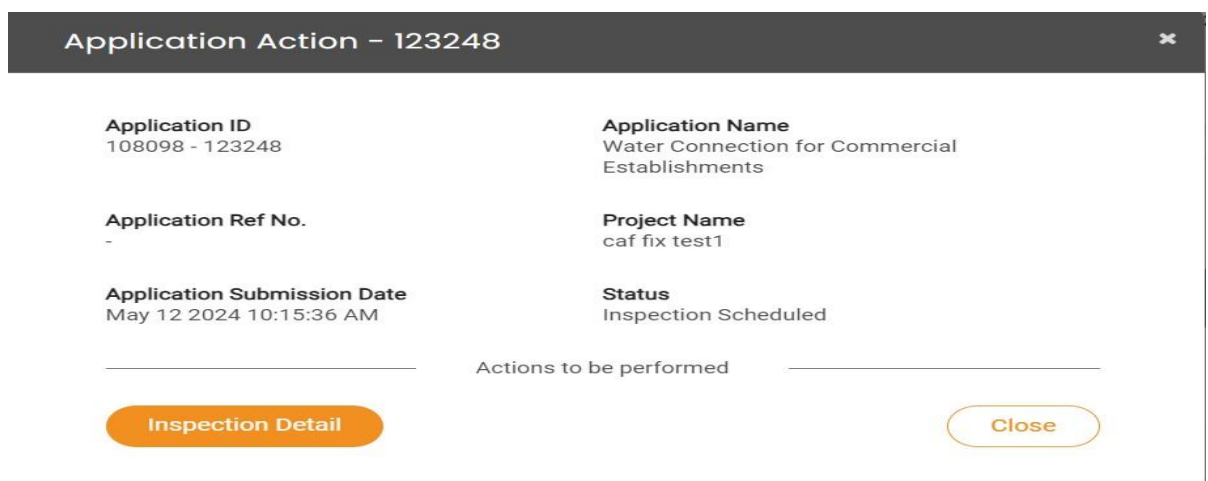 Application Action – 123248
Application ID
108098 - 123248
Application Name
Water Connection for Commercial
Establishments
Application Ref No.
-
Project Name
caf fix test1
Application Submission Date
May 12 2024 10:15:36 AM
Status
Inspection Scheduled
Actions to be performed
Inspection Detail
Close